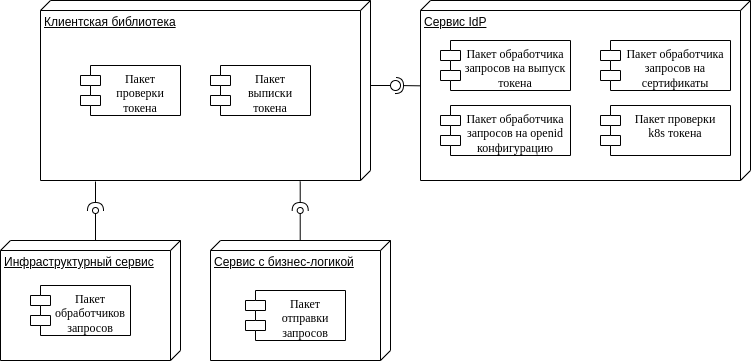 Клиентская библиотека
Пакет
проверки
токена
Пакет
выписки
токена
Сервис IdP
Пакет обработчика
запросов на выпуск
токена
Пакет обработчика
запросов на
сертификаты
Пакет обработчика
запросов на openid
конфигурацию
Пакет проверки
k8s токена
Инфраструктурный сервис
Пакет
обработчиков
запросов
Сервис с бизнес-логикой
Пакет
отправки
запросов